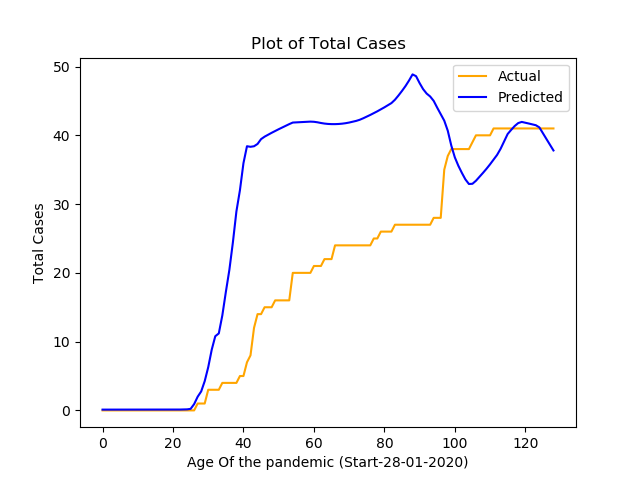 Plot of Total Cases
Actual
Predicted
50
40
30
20
10
0
Total Cases
0 20 40 60 80 100 120
Age Of the pandemic (Start-28-01-2020)